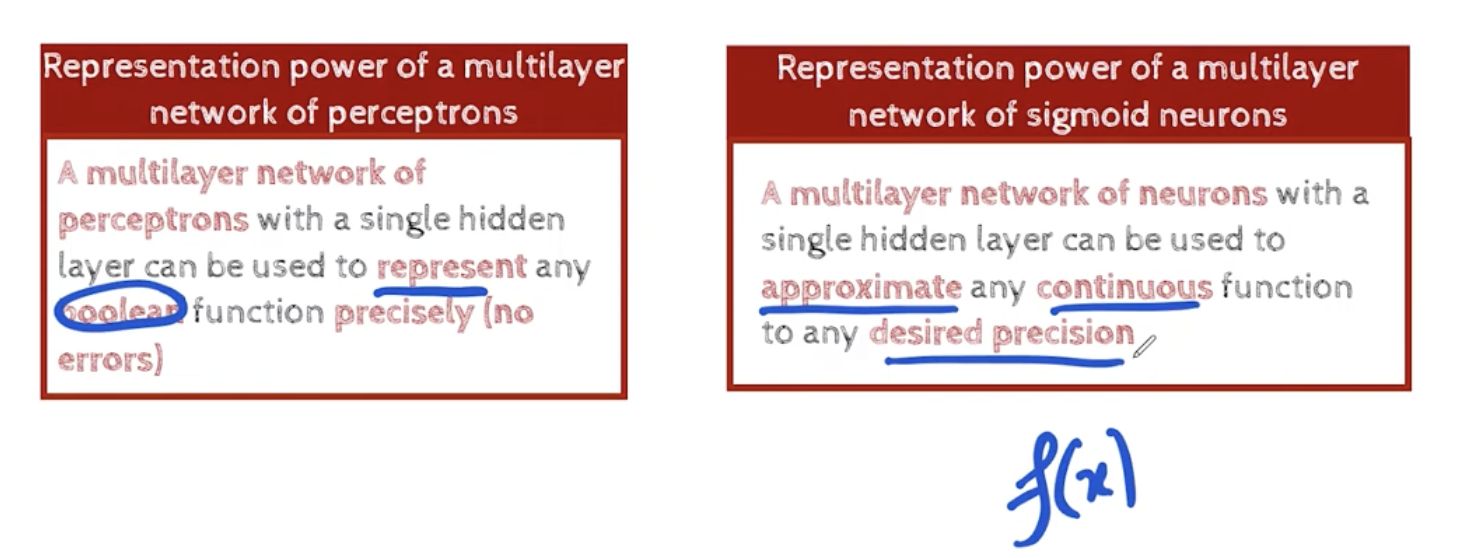 Representation power of a multilayer
network of perceptrons
A multilayer network of
perceptrons with a single hidden
layer can be used to represent any
boolean function precisely (no
errors)
Representation power of a multilayer
network of sigmoid neurons
A multilayer network of neurons with a
single hidden layer can be used to
approximate any continuous function
to any desired precision
f(x)